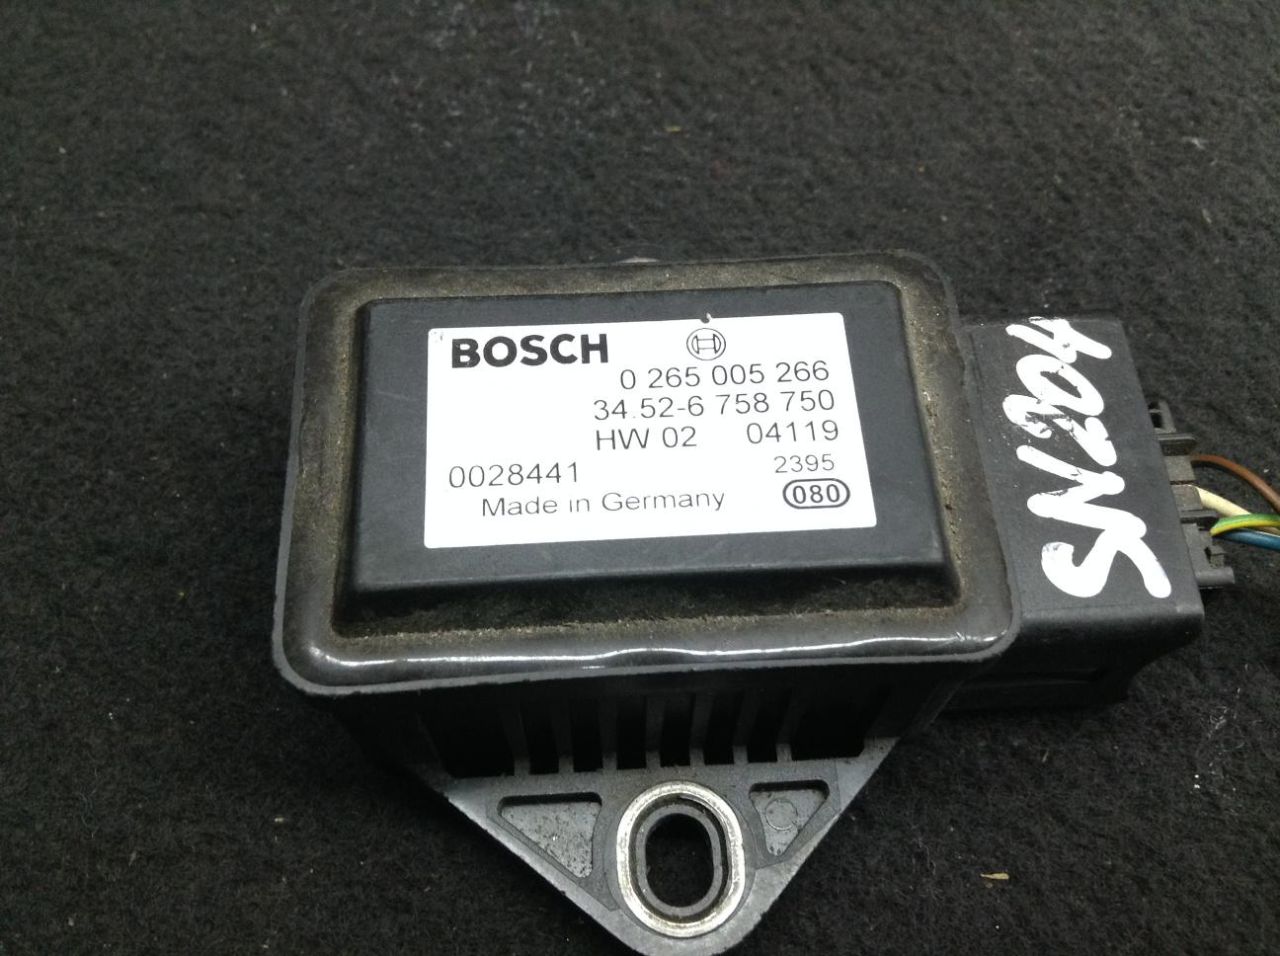 BOSCH
0 265 005 266
34.52-6 758 750
HW 02 04119
0028441 2395
Made in Germany 080
SN204